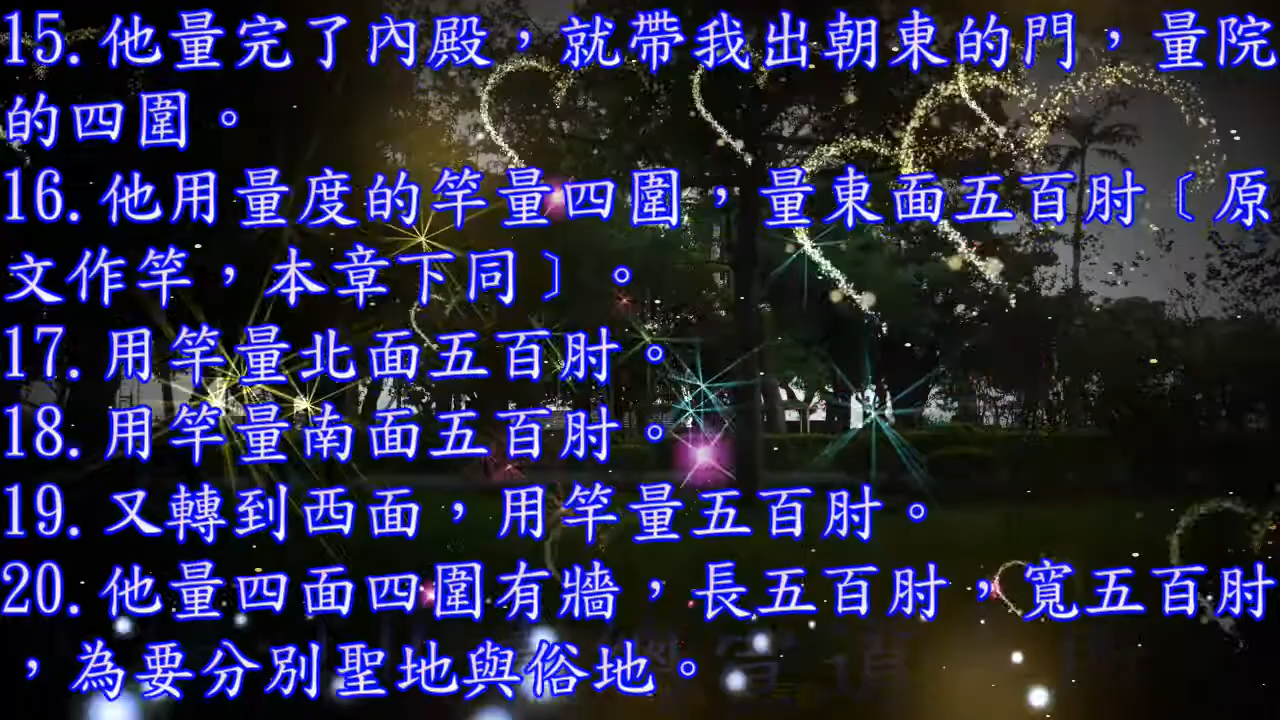 15.他量完了內殿，就帶我出朝東的門，量院
的四圍。
16.他用量度的竿量四圍，量東面五百肘﹝原
文作竿，本章下同﹞。
17.用竿量北面五百肘。
18.用竿量南面五百肘。
19.又轉到西面，用竿量五百肘。
20.他量四面四圍有牆，長五百肘，寬五百肘
，為要分別聖地與俗地。